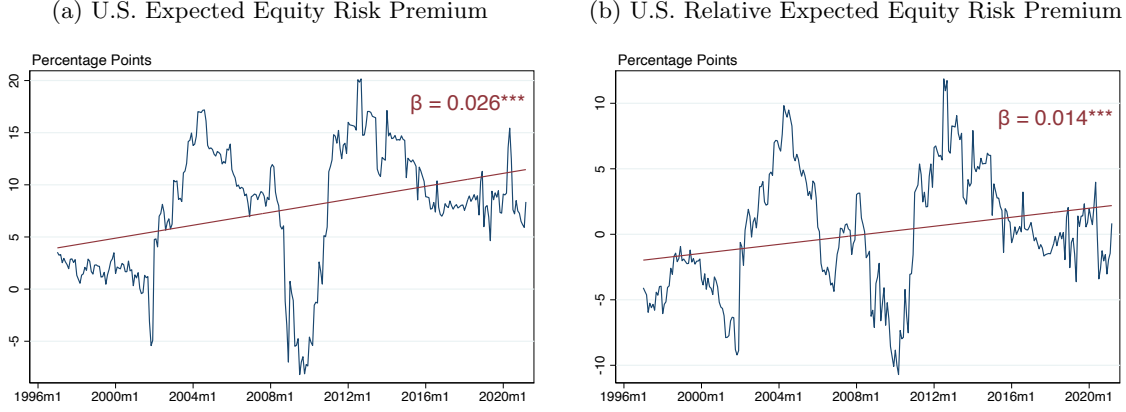 (a) U.S. Expected Equity Risk Premium
Percentage Points
20
15
10
5
0
-5
β = 0.026***
1996m1 2000m1 2004m1 2008m1 2012m1 2016m1 2020m1
(b) U.S. Relative Expected Equity Risk Premium
Percentage Points
10
5
0
-5
-10
β = 0.014***
1996m1 2000m1 2004m1 2008m1 2012m1 2016m1 2020m1